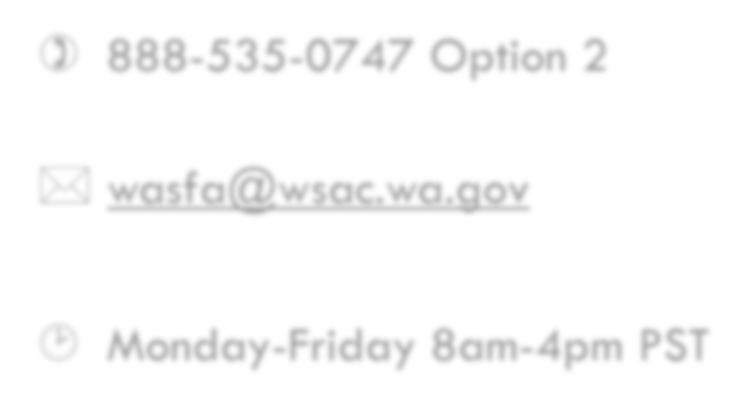 888-535-0747 Option 2
wasfa@wsac.wa.gov
Monday-Friday 8am-4pm PST